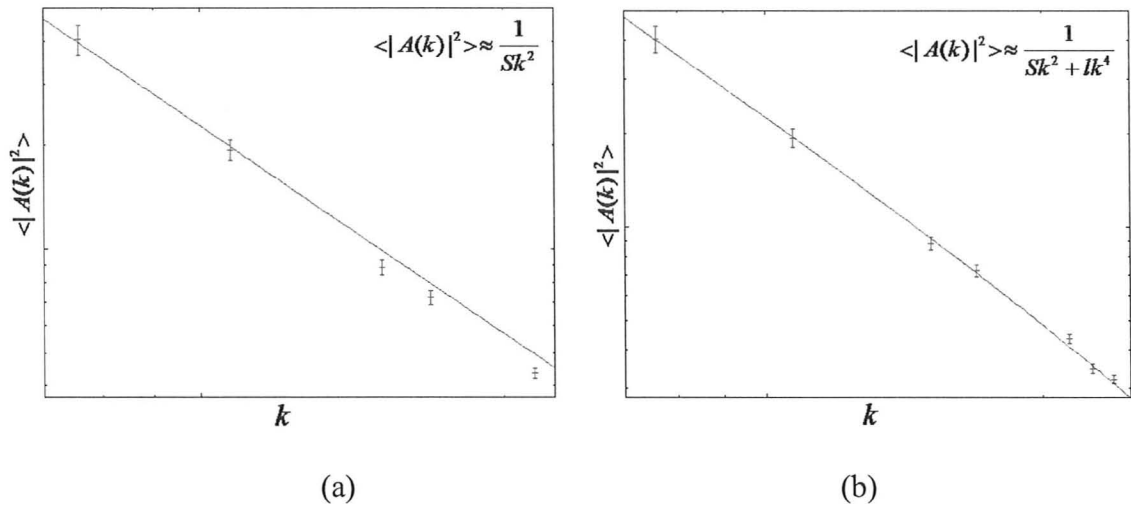 <|A(k)|²>≈ 1/Sk²
<|A(k)|²>
k
(a)
<|A(k)|²>≈ 1/Sk²+lk⁴
<|A(k)|²>
k
(b)